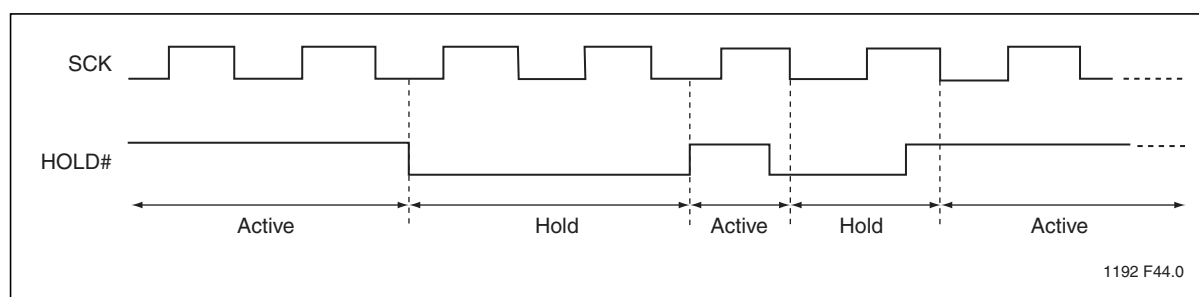 SCK
HOLD#
Active Hold Active Hold Active
1192 F44.0